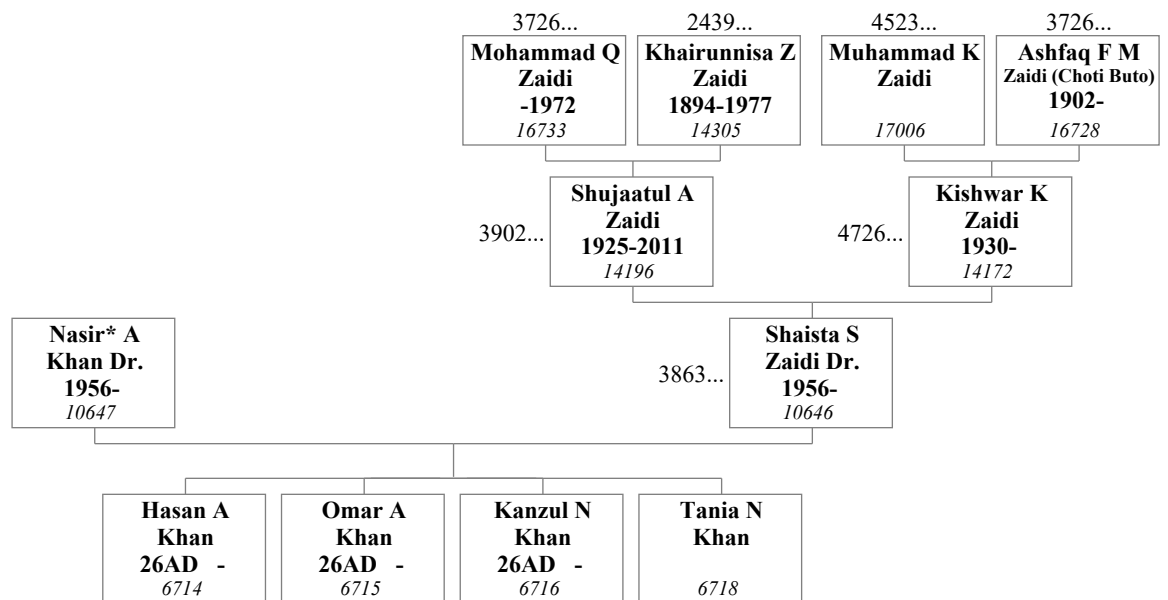 3726... 2439... 4523... 3726...
Mohammad Q
Zaidi
-1972
16733
Khairunnisa Z
Zaidi
1894-1977
14305
Muhammad K
Zaidi
17006
Ashfaq F M
Zaidi (Choti Buto)
1902-
16728
3902...
Shujaatul A
Zaidi
1925-2011
14196
4726...
Kishwar K
Zaidi
1930-
14172
Nasir* A
Khan Dr.
1956-
10647
3863...
Shaista S
Zaidi Dr.
1956-
10646
Hasan A
Khan
26AD -
6714
Omar A
Khan
26AD -
6715
Kanzul N
Khan
26AD -
6716
Tania N
Khan
6718